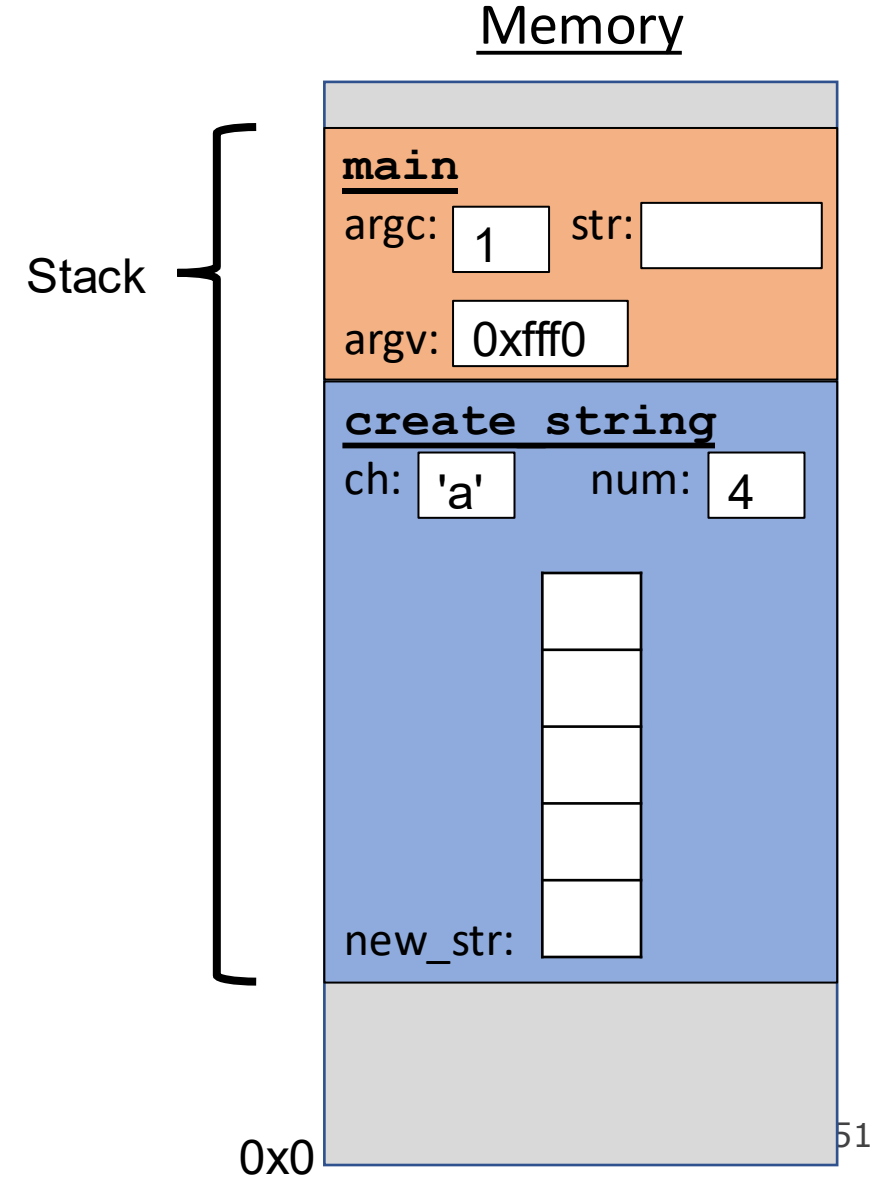 Memory
main
argc: 1 str:
Stack
argv: 0xfff0
create_string
ch: 'a' num: 4
new_str:
51
0x0